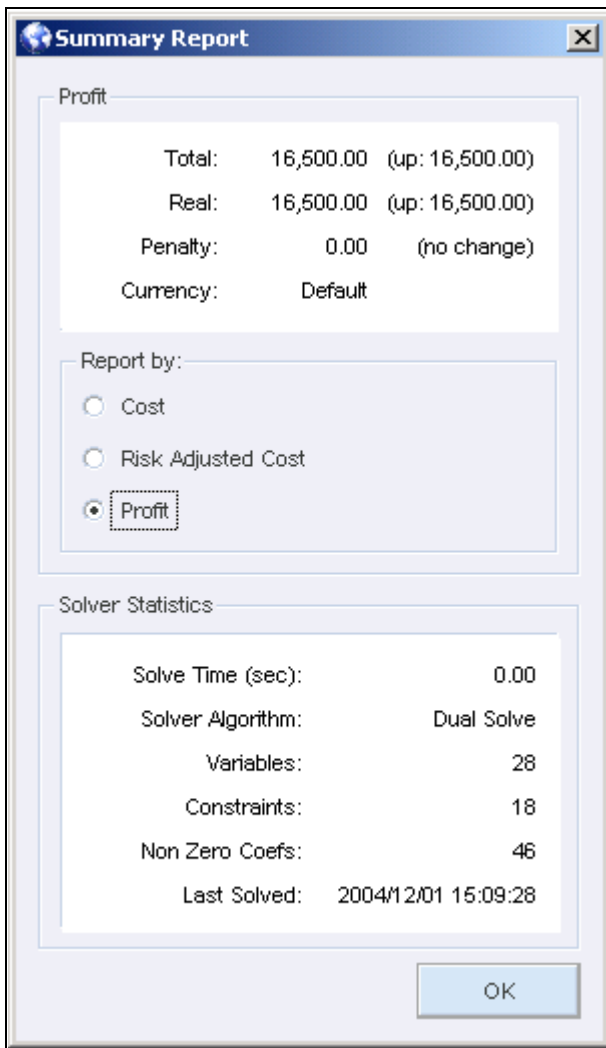 Summary Report
Profit
Total: 16,500.00 (up: 16,500.00)
Real: 16,500.00 (up: 16,500.00)
Penalty: 0.00 (no change)
Currency: Default
Report by:
Cost
Risk Adjusted Cost
Profit
Solver Statistics
Solve Time (sec): 0.00
Solver Algorithm: Dual Solve
Variables: 28
Constraints: 18
Non Zero Coefs: 46
Last Solved: 2004/12/01 15:09:28
OK